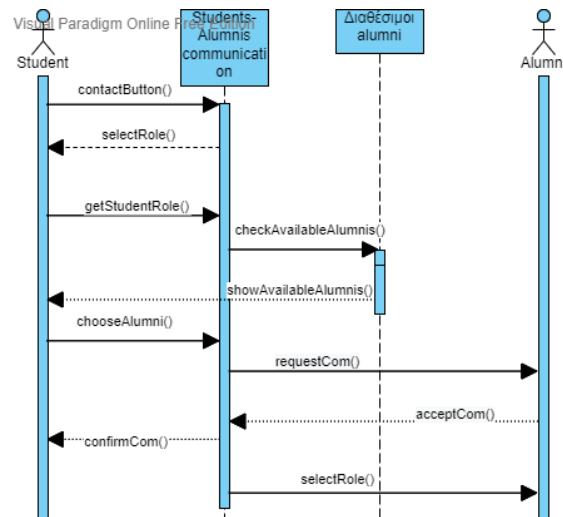 Visual Paradigm Online Free Edition
Student
Students-
Alumnis
communicati
on
Διαθέσιμοι
alumni
Alumn
contactButton()
selectRole()
getStudentRole()
checkAvailableAlumnis()
showAvailableAlumnis()
chooseAlumni()
requestCom()
acceptCom()
confirmCom()
selectRole()